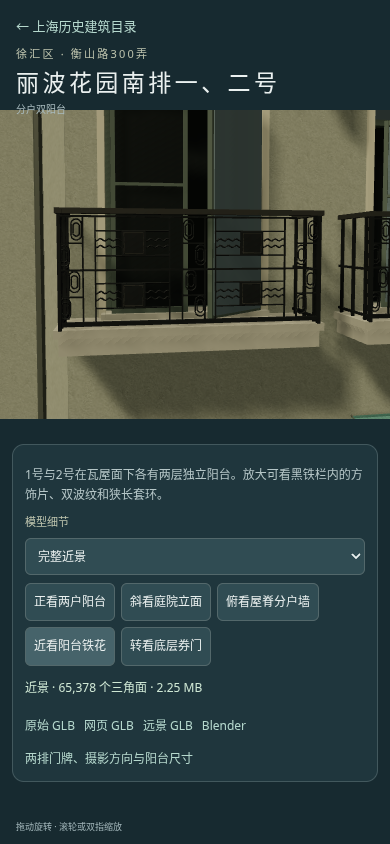 ← 上海历史建筑目录
徐汇区 · 衡山路300弄
丽波花园南排一、二号
分户双阳台
1号与2号在瓦屋面下各有两层独立阳台。放大可看黑铁栏内的方
饰片、双波纹和狭长套环。
模型细节
完整近景
正看两户阳台 斜看庭院立面 俯看屋脊分户墙
近看阳台铁花 转看底层券门
近景 · 65,378 个三角面 · 2.25 MB
原始 GLB 网页 GLB 远景 GLB Blender
两排门牌、摄影方向与阳台尺寸
拖动旋转 · 滚轮或双指缩放